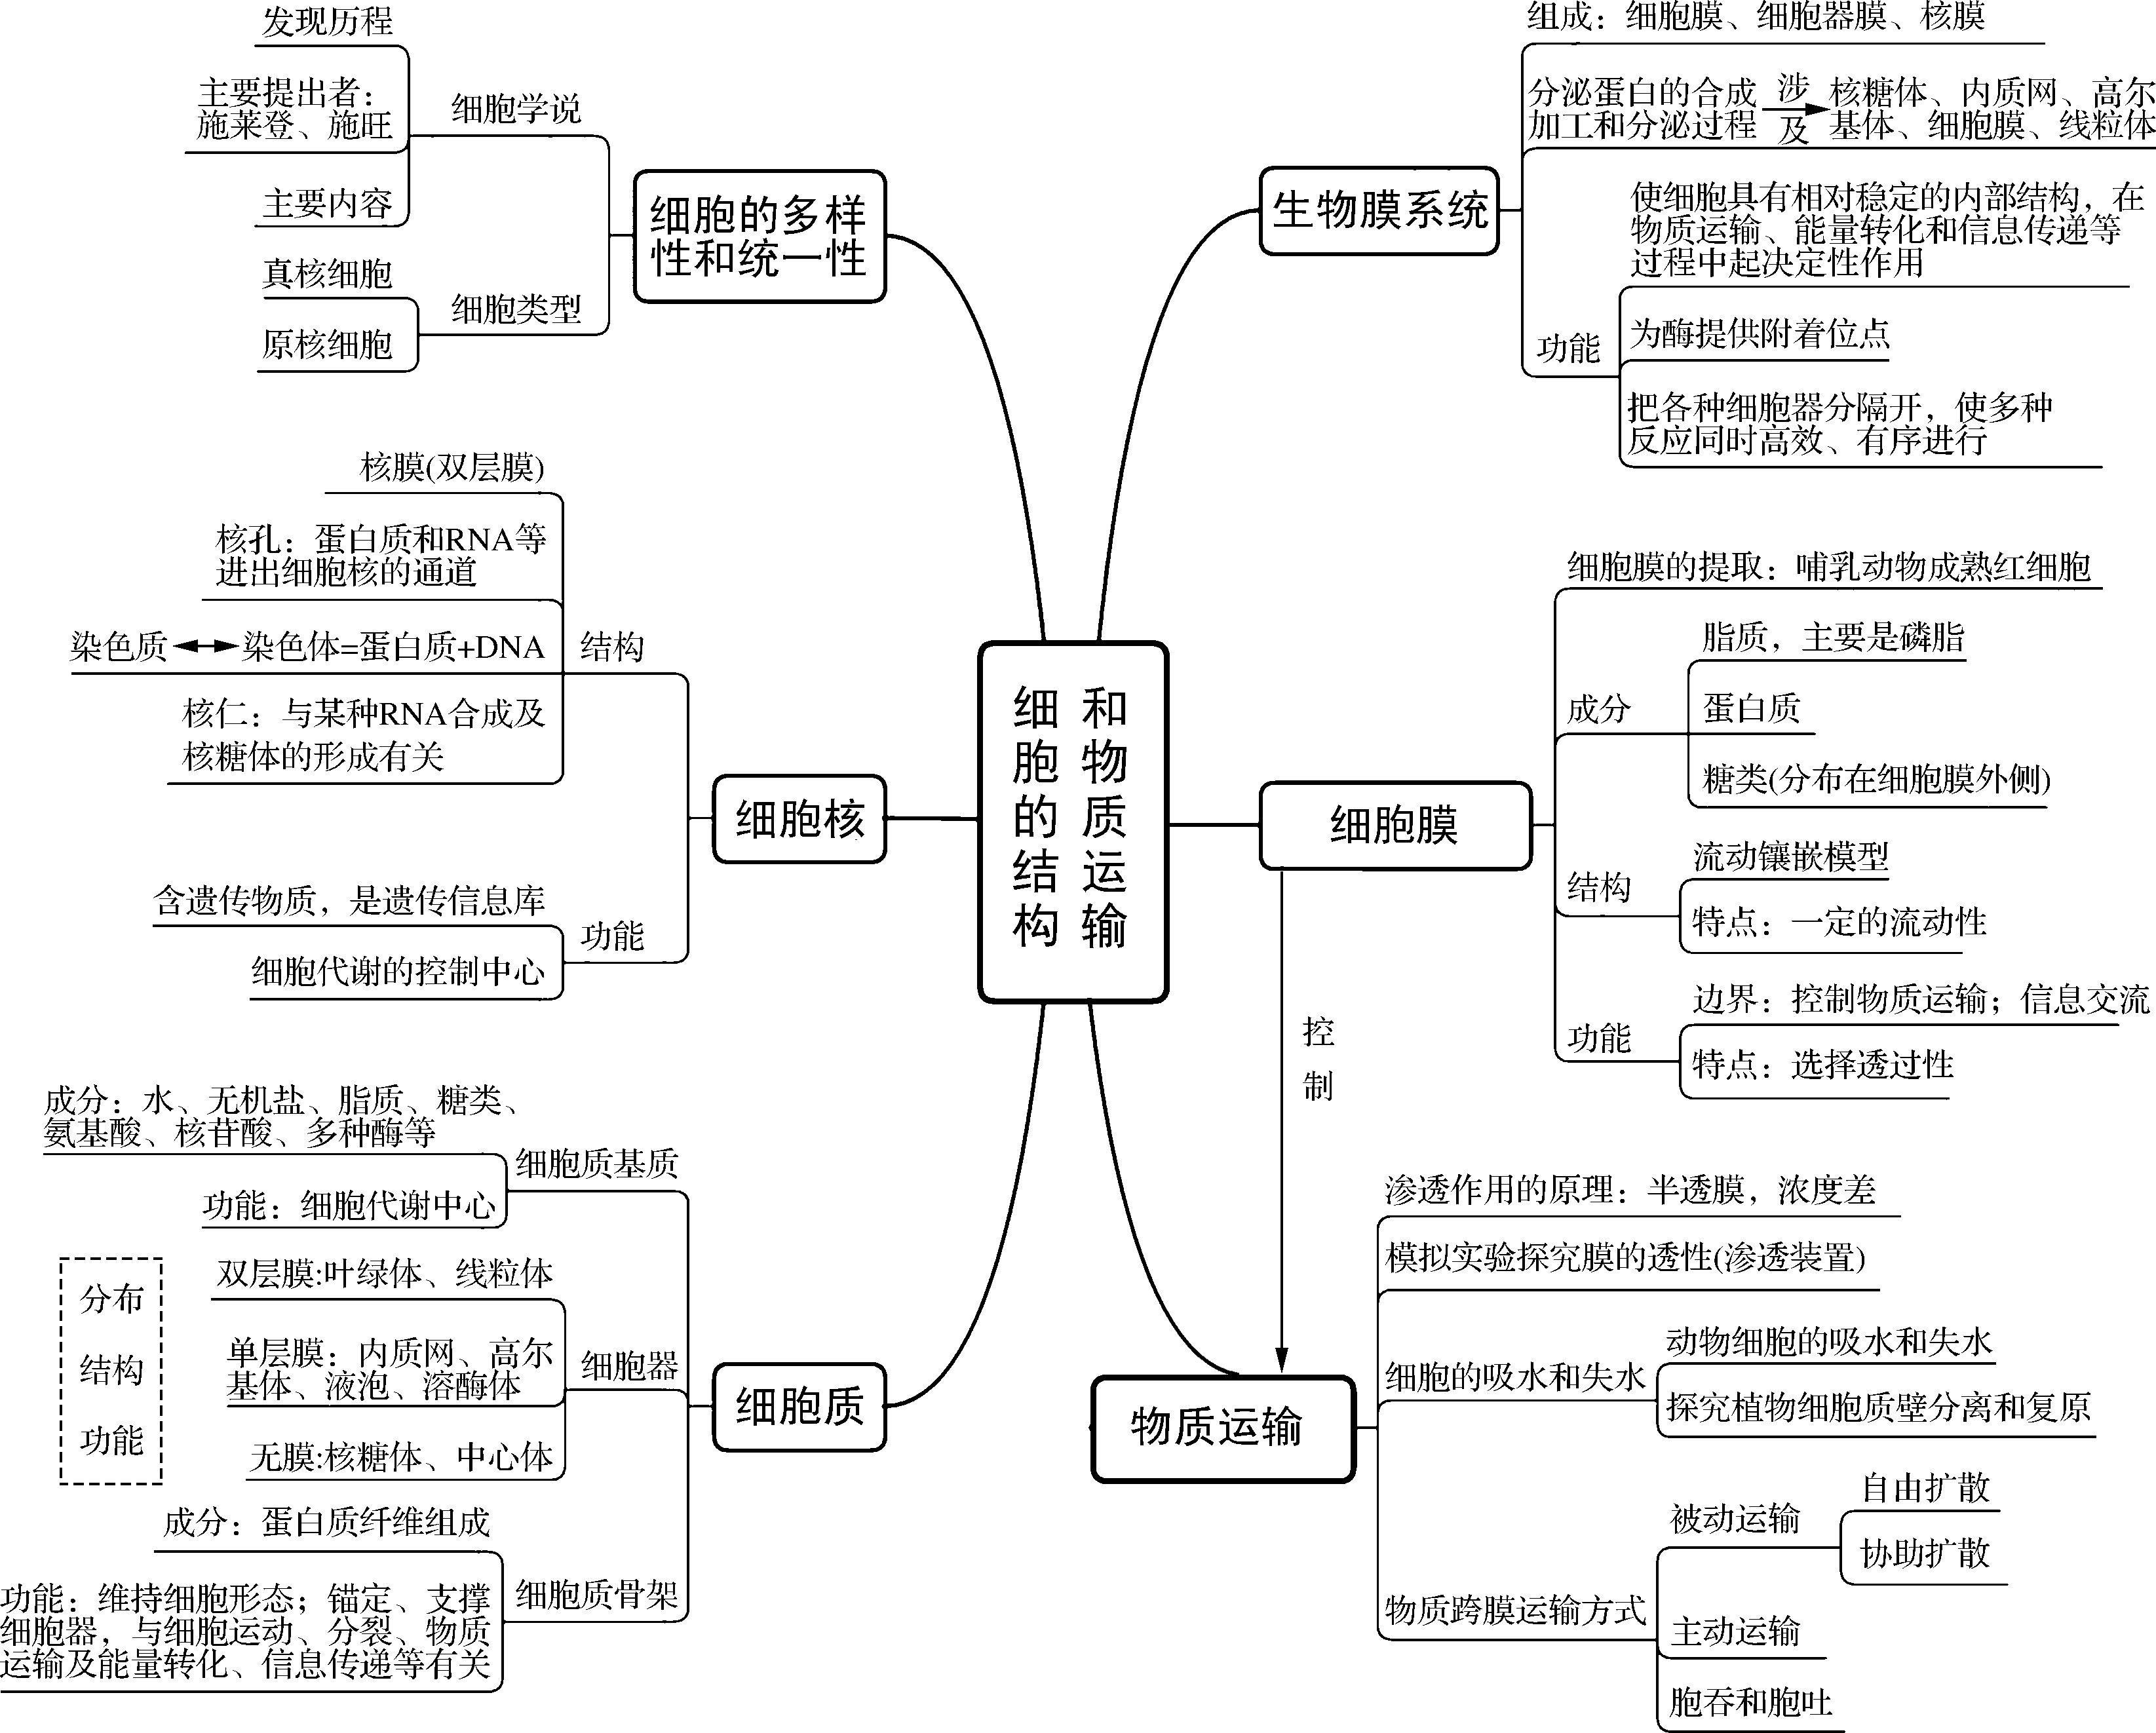 发现历程
主要提出者：
施莱登、施旺
主要内容
细胞学说
真核细胞
原核细胞
细胞类型
细胞的多样
性和统一性
核膜(双层膜)
核孔：蛋白质和RNA等
进出细胞核的通道
染色质 染色体=蛋白质+DNA
核仁：与某种RNA合成及
核糖体的形成有关
结构
含遗传物质，是遗传信息库
细胞代谢的控制中心
功能
细胞核
成分：水、无机盐、脂质、糖类、
氨基酸、核苷酸、多种酶等
功能：细胞代谢中心
细胞质基质
双层膜:叶绿体、线粒体
单层膜：内质网、高尔
基体、液泡、溶酶体
无膜:核糖体、中心体
细胞器
分布
结构
功能
成分：蛋白质纤维组成
功能：维持细胞形态；锚定、支撑
细胞器，与细胞运动、分裂、物质
运输及能量转化、信息传递等有关
细胞质骨架
细胞质
细胞的结构
和物质运输
生物膜系统
组成：细胞膜、细胞器膜、核膜
分泌蛋白的合成
加工和分泌过程
涉
及
核糖体、内质网、高尔
基体、细胞膜、线粒体
功能
使细胞具有相对稳定的内部结构，在
物质运输、能量转化和信息传递等
过程中起决定性作用
为酶提供附着位点
把各种细胞器分隔开，使多种
反应同时高效、有序进行
细胞膜
细胞膜的提取：哺乳动物成熟红细胞
成分
脂质，主要是磷脂
蛋白质
糖类(分布在细胞膜外侧)
结构
流动镶嵌模型
特点：一定的流动性
功能
边界：控制物质运输；信息交流
特点：选择透过性
控
制
物质运输
渗透作用的原理：半透膜，浓度差
模拟实验探究膜的透性(渗透装置)
细胞的吸水和失水
动物细胞的吸水和失水
探究植物细胞质壁分离和复原
物质跨膜运输方式
被动运输
自由扩散
协助扩散
主动运输
胞吞和胞吐